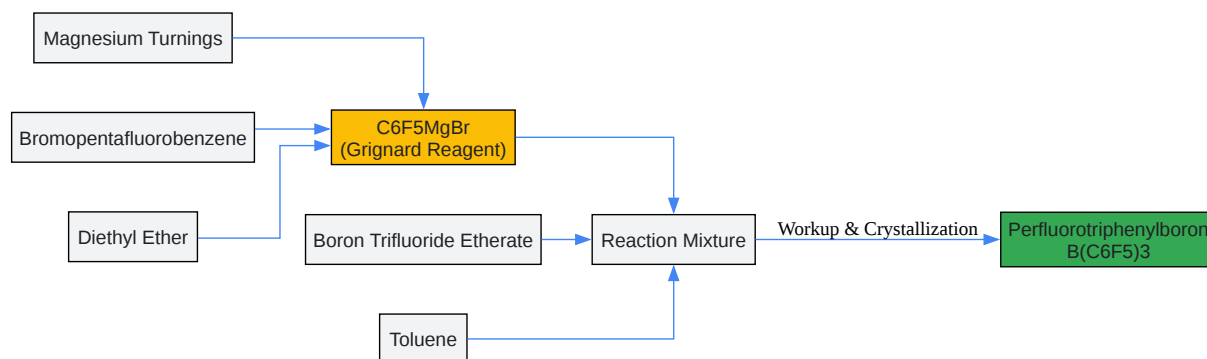 Magnesium Turnings
Bromopentafluorobenzene
C6F5MgBr
(Grignard Reagent)
Diethyl Ether
Boron Trifluoride Etherate
Reaction Mixture
Workup & Crystallization
Perfluorotriphenylboron
B(C6F5)3
Toluene